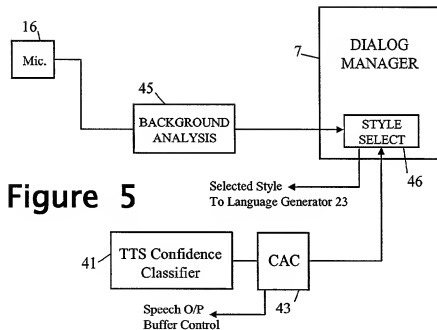 16
Mic.
7
DIALOG
MANAGER
45
BACKGROUND
ANALYSIS
STYLE
SELECT
46
Selected Style
To Language Generator 23
Figure 5
41
TTS Confidence
Classifier
CAC
43
Speech O/P
Buffer Control